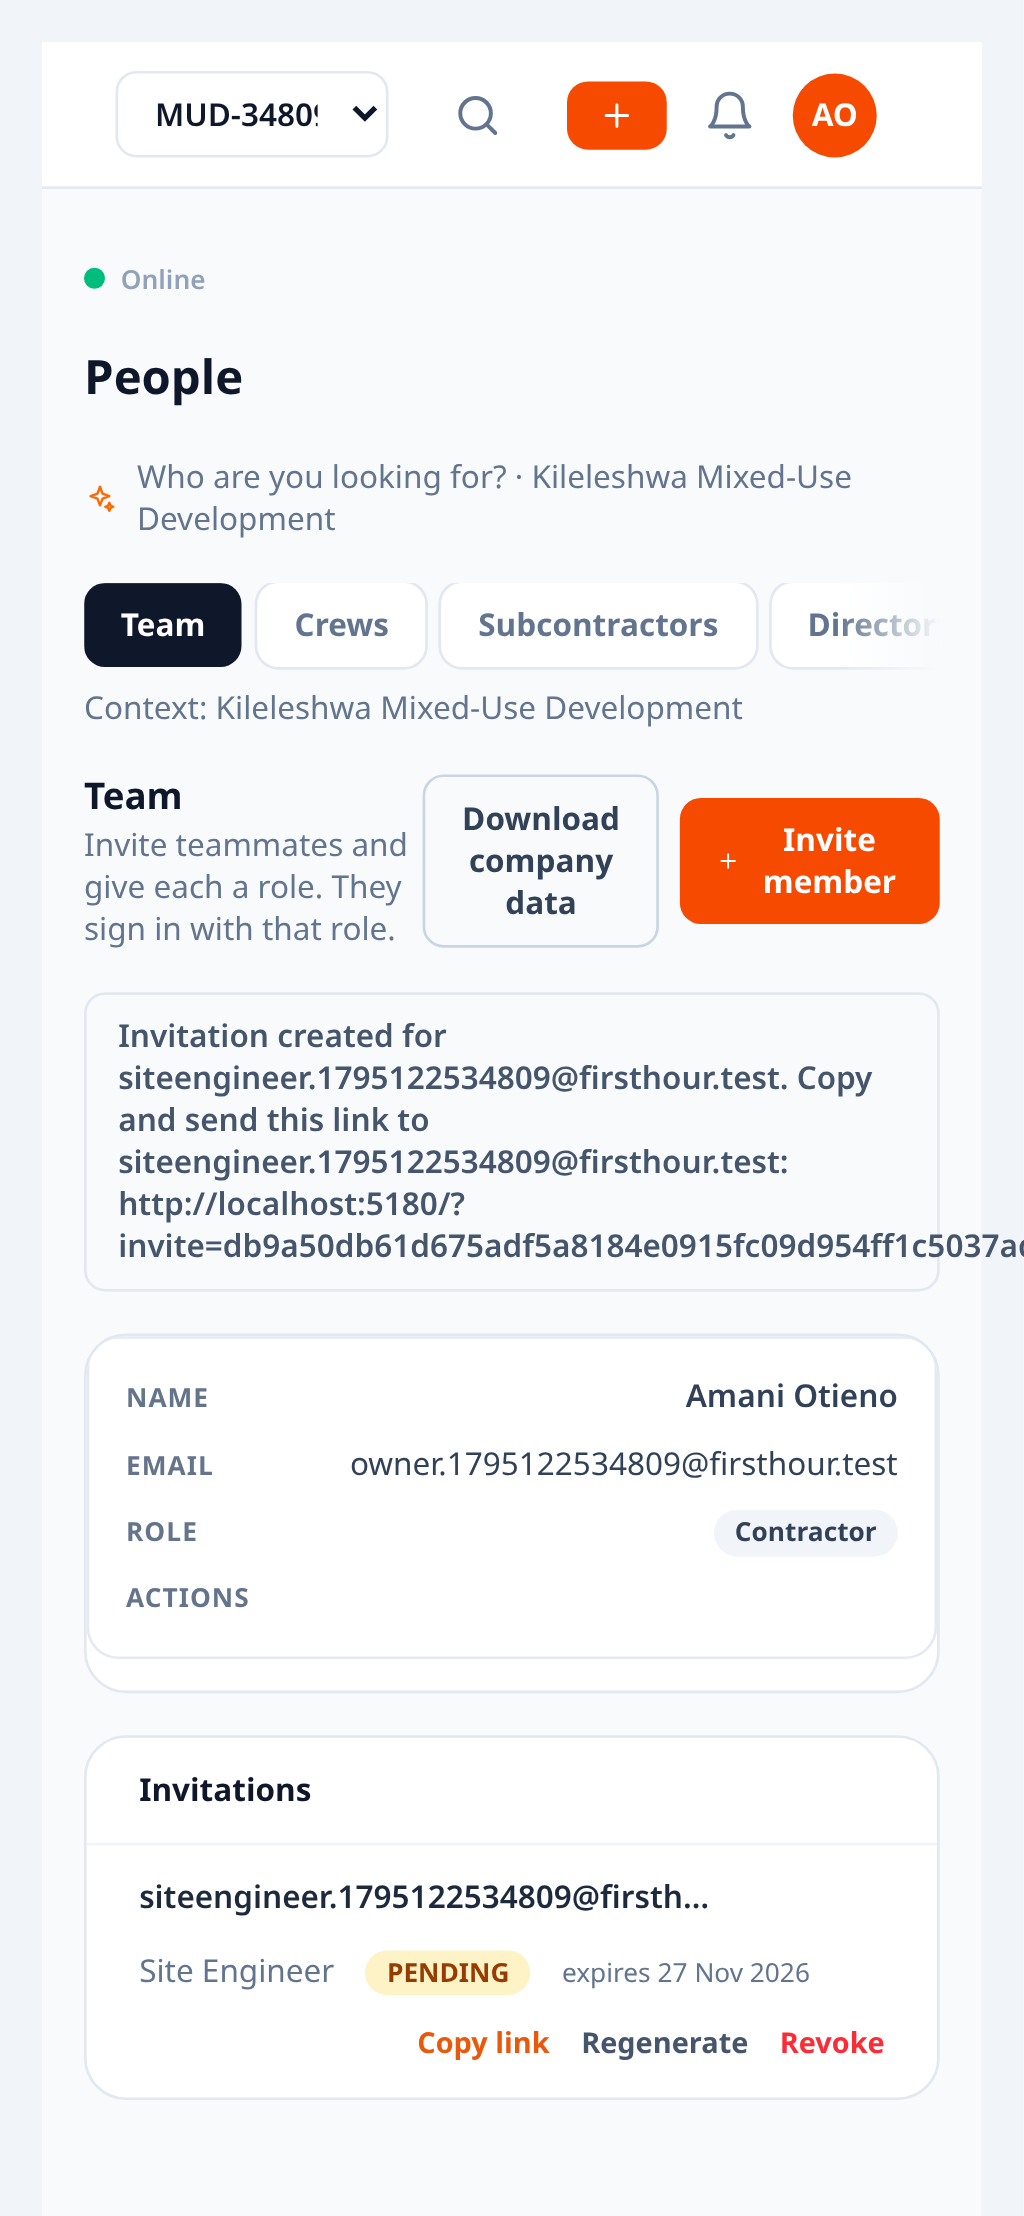 MUD-34809
AO
Online
People
Who are you looking for? · Kileleshwa Mixed-Use
Development
Team
Crews
Subcontractors
Director
Context: Kileleshwa Mixed-Use Development
Team
Invite teammates and
give each a role. They
sign in with that role.
Download
company
data
+ Invite
member
Invitation created for
siteengineer.1795122534809@firsthour.test. Copy
and send this link to
siteengineer.1795122534809@firsthour.test:
http://localhost:5180/?
invite=db9a50db61d675adf5a8184e0915fc09d954ff1c5037a
NAME
Amani Otieno
EMAIL
owner.1795122534809@firsthour.test
ROLE
Contractor
ACTIONS
Invitations
siteengineer.1795122534809@firsth...
Site Engineer
PENDING
expires 27 Nov 2026
Copy link
Regenerate
Revoke